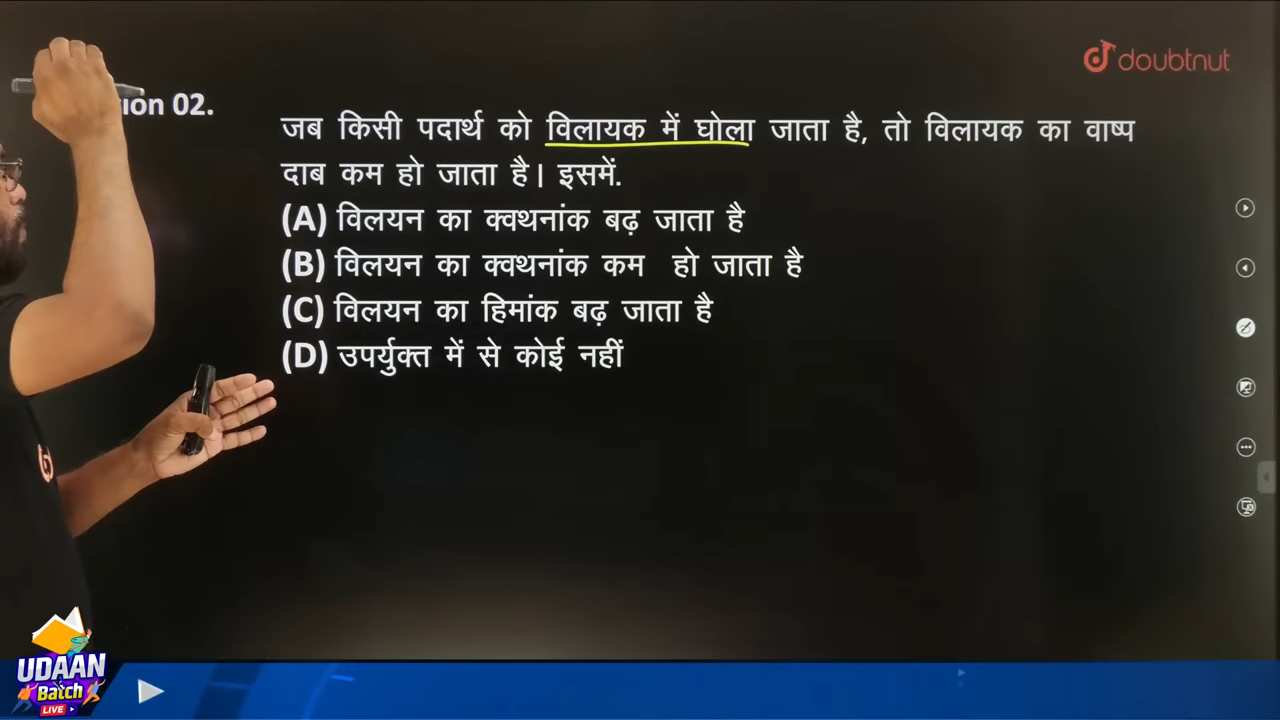 doubtnut
tion 02.
जब किसी पदार्थ को विलायक में घोला जाता है, तो विलायक का वाष्प
दाब कम हो जाता है। इसमें.
(A) विलयन का क्वथनांक बढ़ जाता है
(B) विलयन का क्वथनांक कम हो जाता है
(C) विलयन का हिमांक बढ़ जाता है
(D) उपर्युक्त में से कोई नहीं
UDAAN
Batch
LIVE